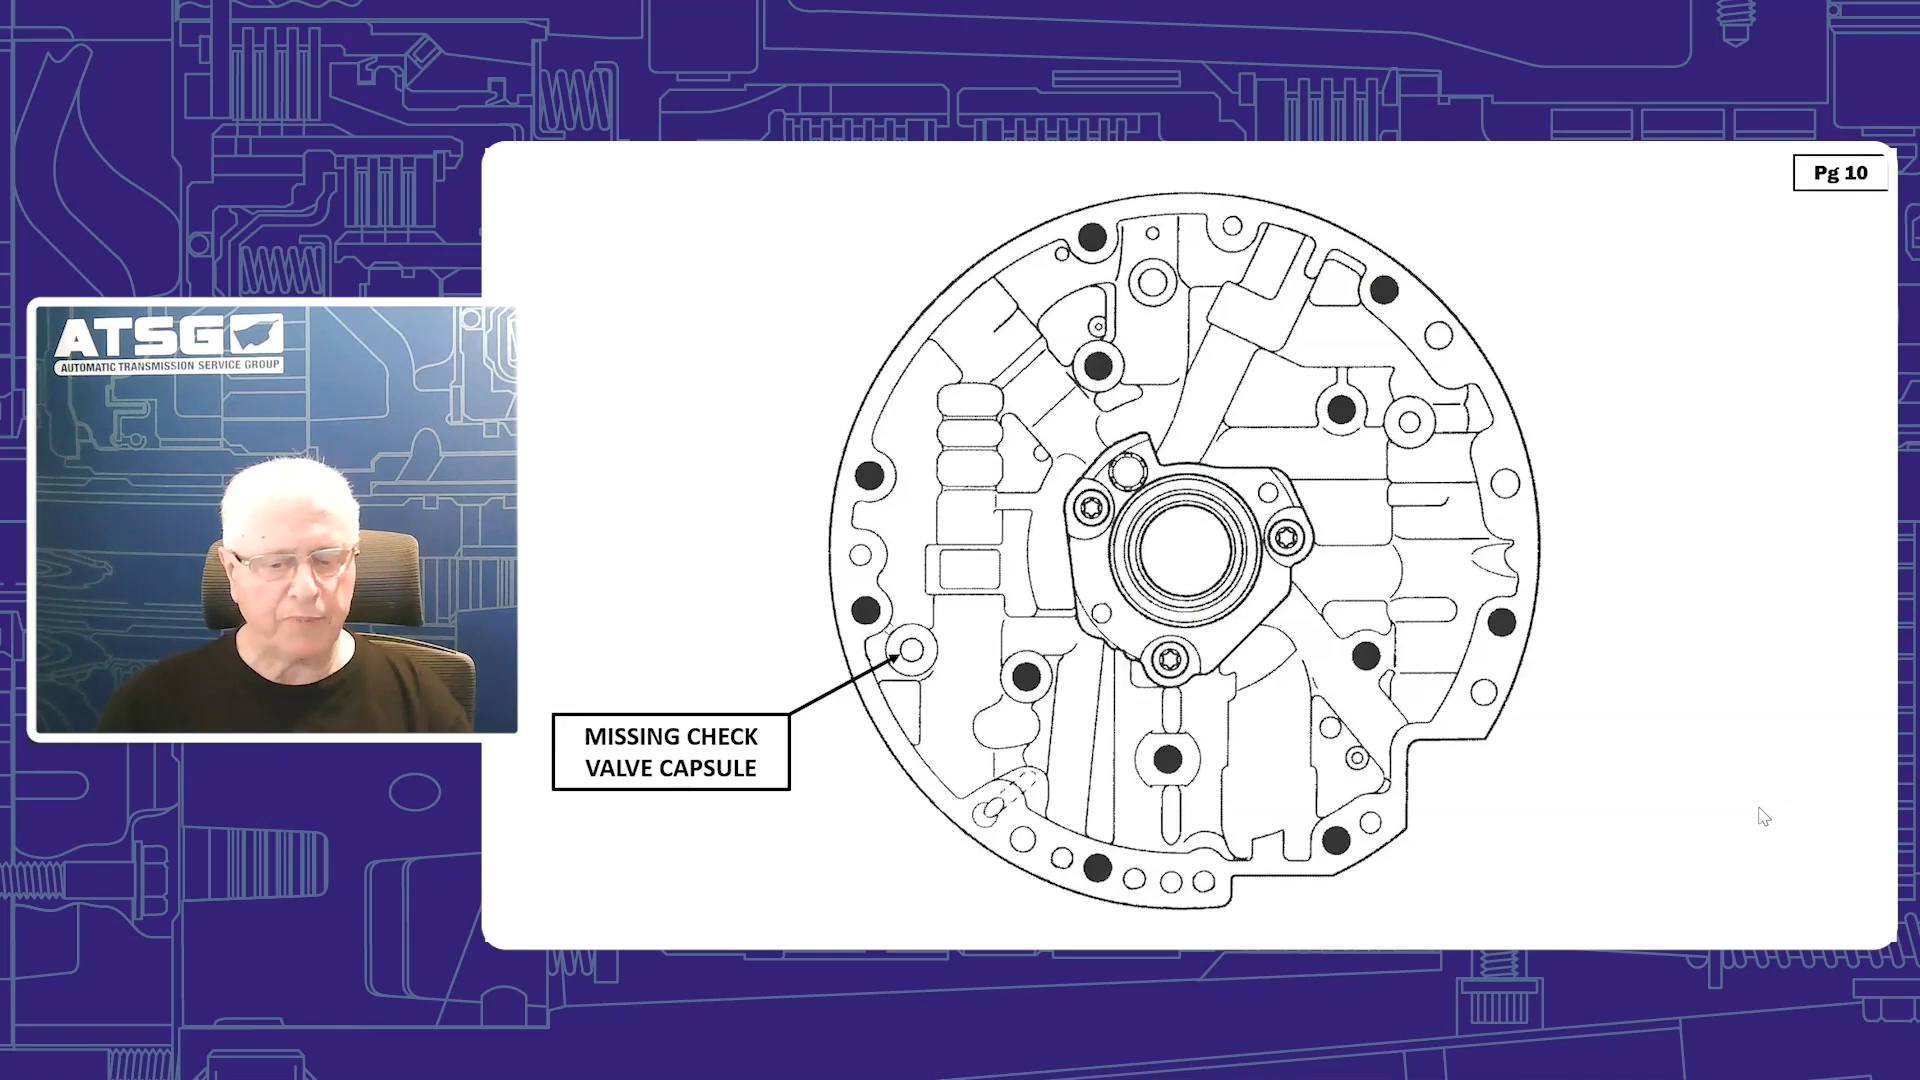 Pg 10
ATSG
AUTOMATIC TRANSMISSION SERVICE GROUP
MISSING CHECK
VALVE CAPSULE